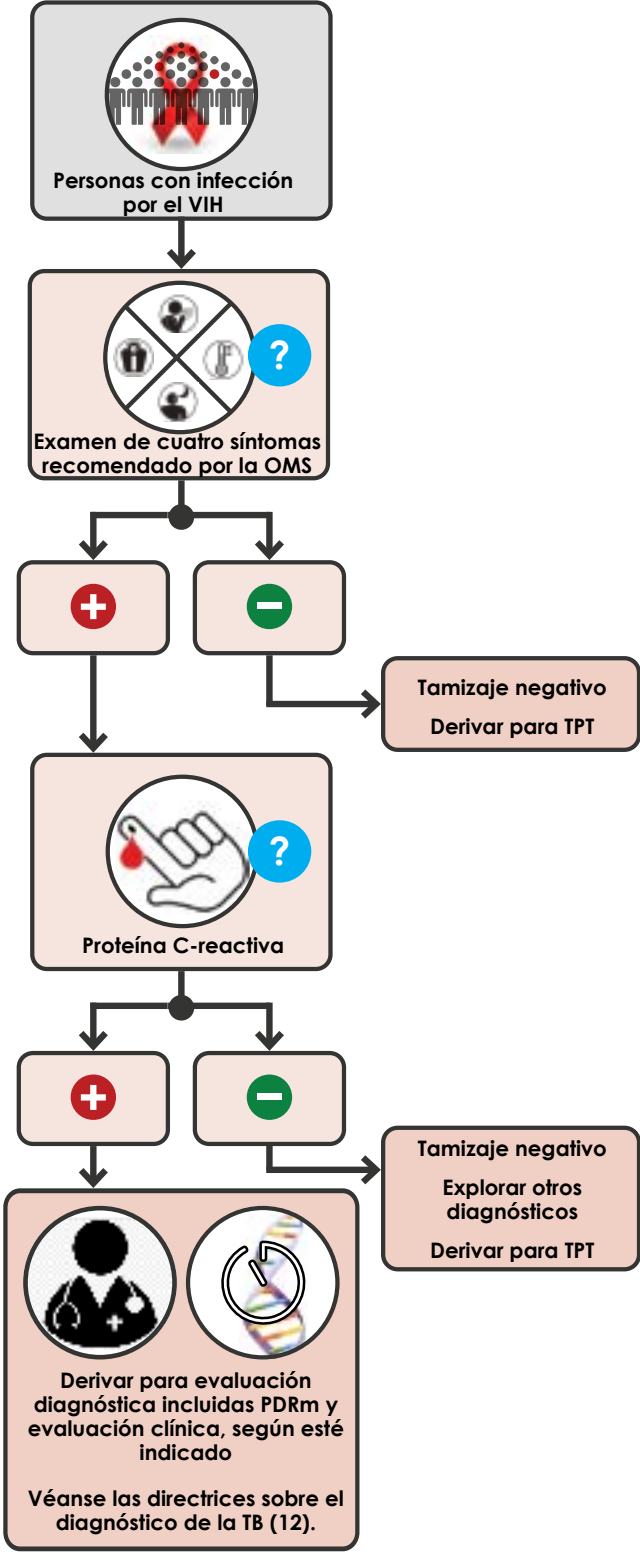 Personas con infección
por el VIH
?
Examen de cuatro síntomas
recomendado por la OMS
+
−
Tamizaje negativo
Derivar para TPT
?
Proteína C-reactiva
+
−
Tamizaje negativo
Explorar otros
diagnósticos
Derivar para TPT
Derivar para evaluación
diagnóstica incluidas PDRm y
evaluación clínica, según esté
indicado
Véanse las directrices sobre el
diagnóstico de la TB (12).